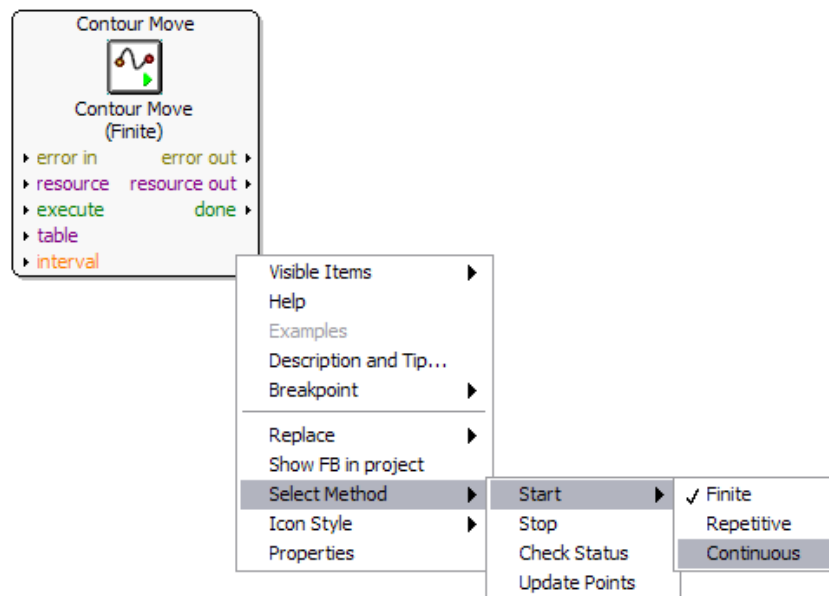 Contour Move
Contour Move
(Finite)
error in error out
resource resource out
execute done
table
interval
Visible Items
Help
Examples
Description and Tip...
Breakpoint
Replace
Show FB in project
Select Method
Icon Style
Properties
Start
Stop
Check Status
Update Points
Finite
Repetitive
Continuous